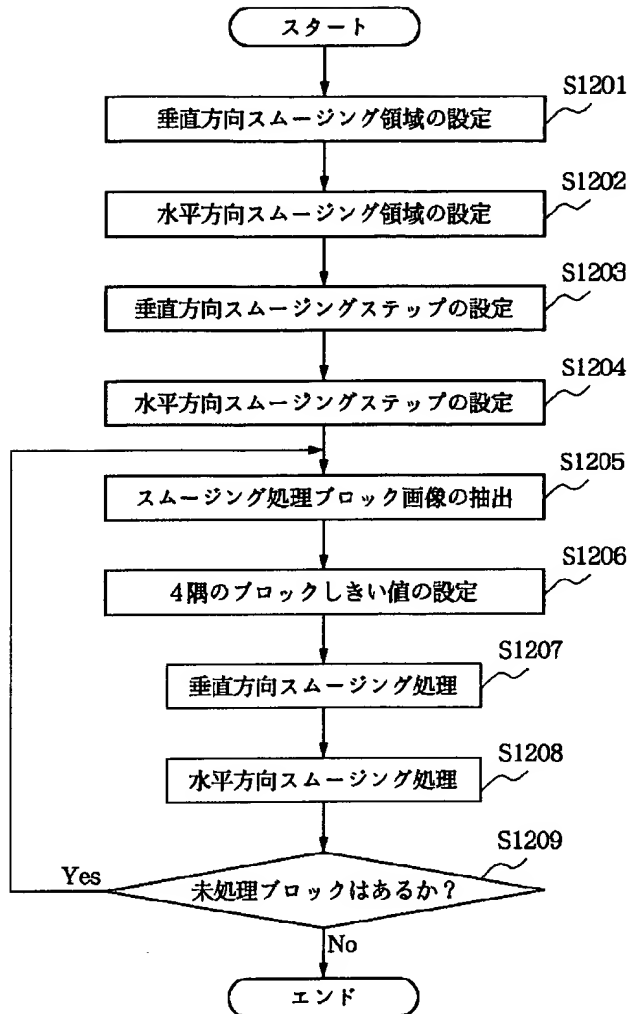 スタート
S1201
垂直方向スムージング領域の設定
S1202
水平方向スムージング領域の設定
S1203
垂直方向スムージングステップの設定
S1204
水平方向スムージングステップの設定
S1205
スムージング処理ブロック画像の抽出
S1206
4隅のブロックしきい値の設定
S1207
垂直方向スムージング処理
S1208
水平方向スムージング処理
S1209
Yes
未処理ブロックはあるか？
No
エンド